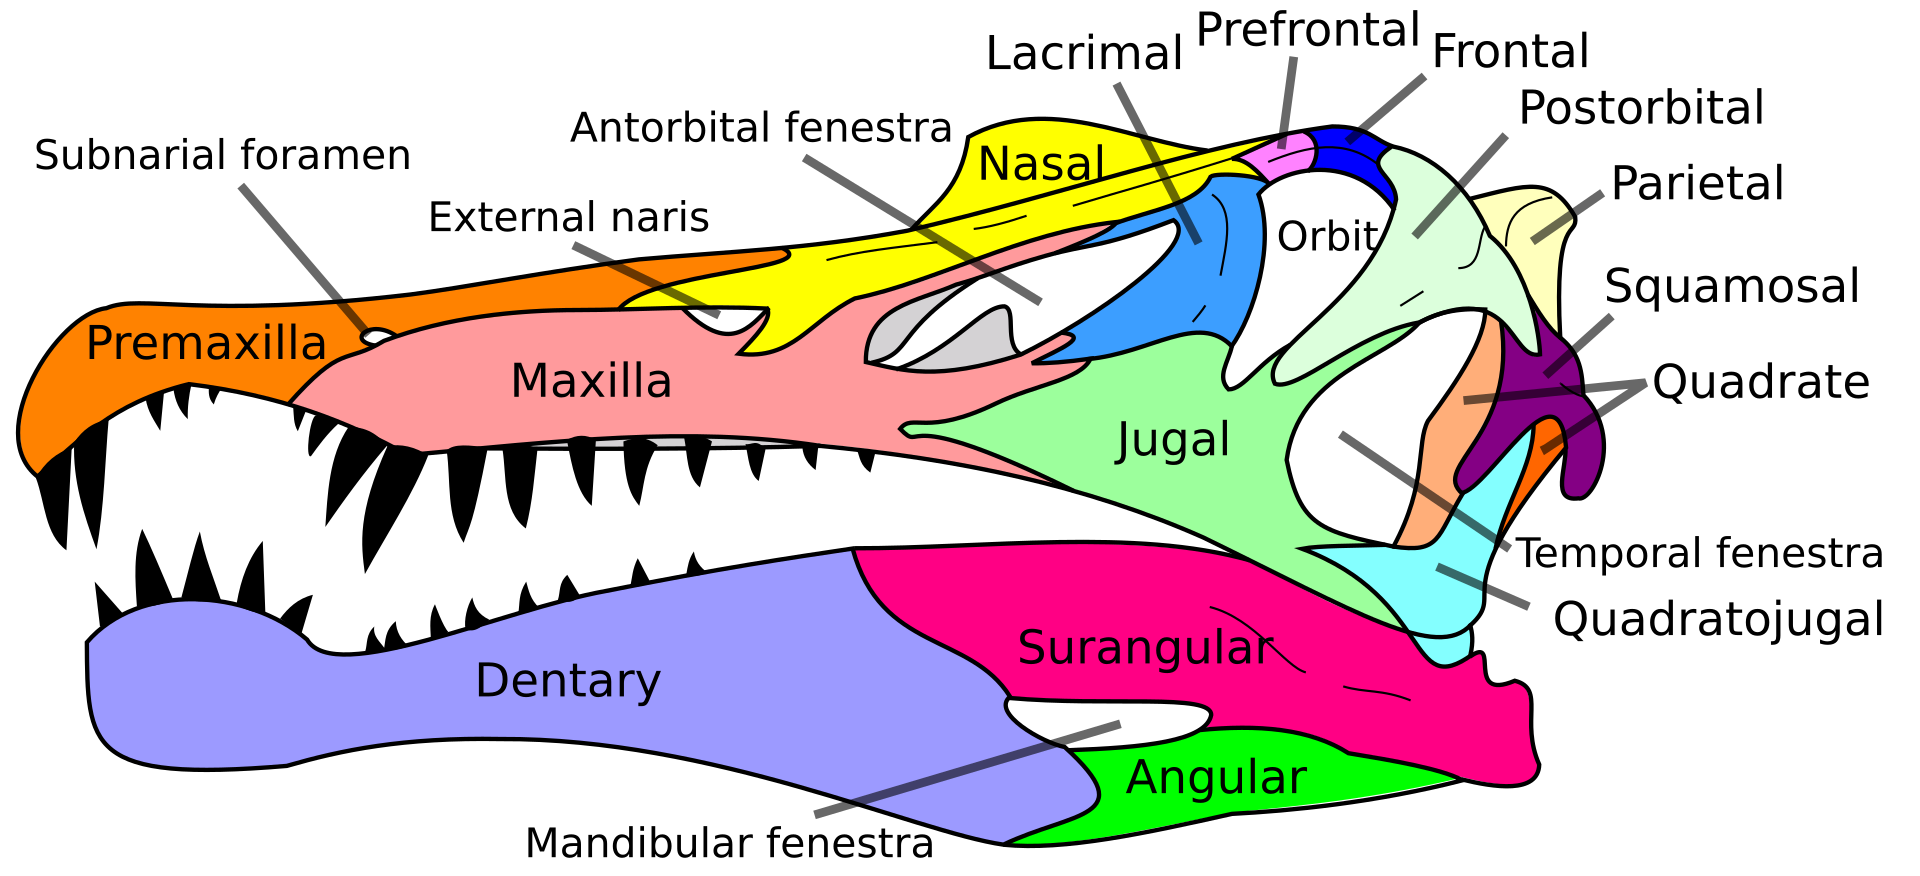 Prefrontal
Lacrimal
Frontal
Postorbital
Antorbital fenestra
Subnarial foramen
Nasal
Parietal
External naris
Orbit
Squamosal
Premaxilla
Maxilla
Quadrate
Jugal
Temporal fenestra
Quadratojugal
Surangular
Dentary
Angular
Mandibular fenestra